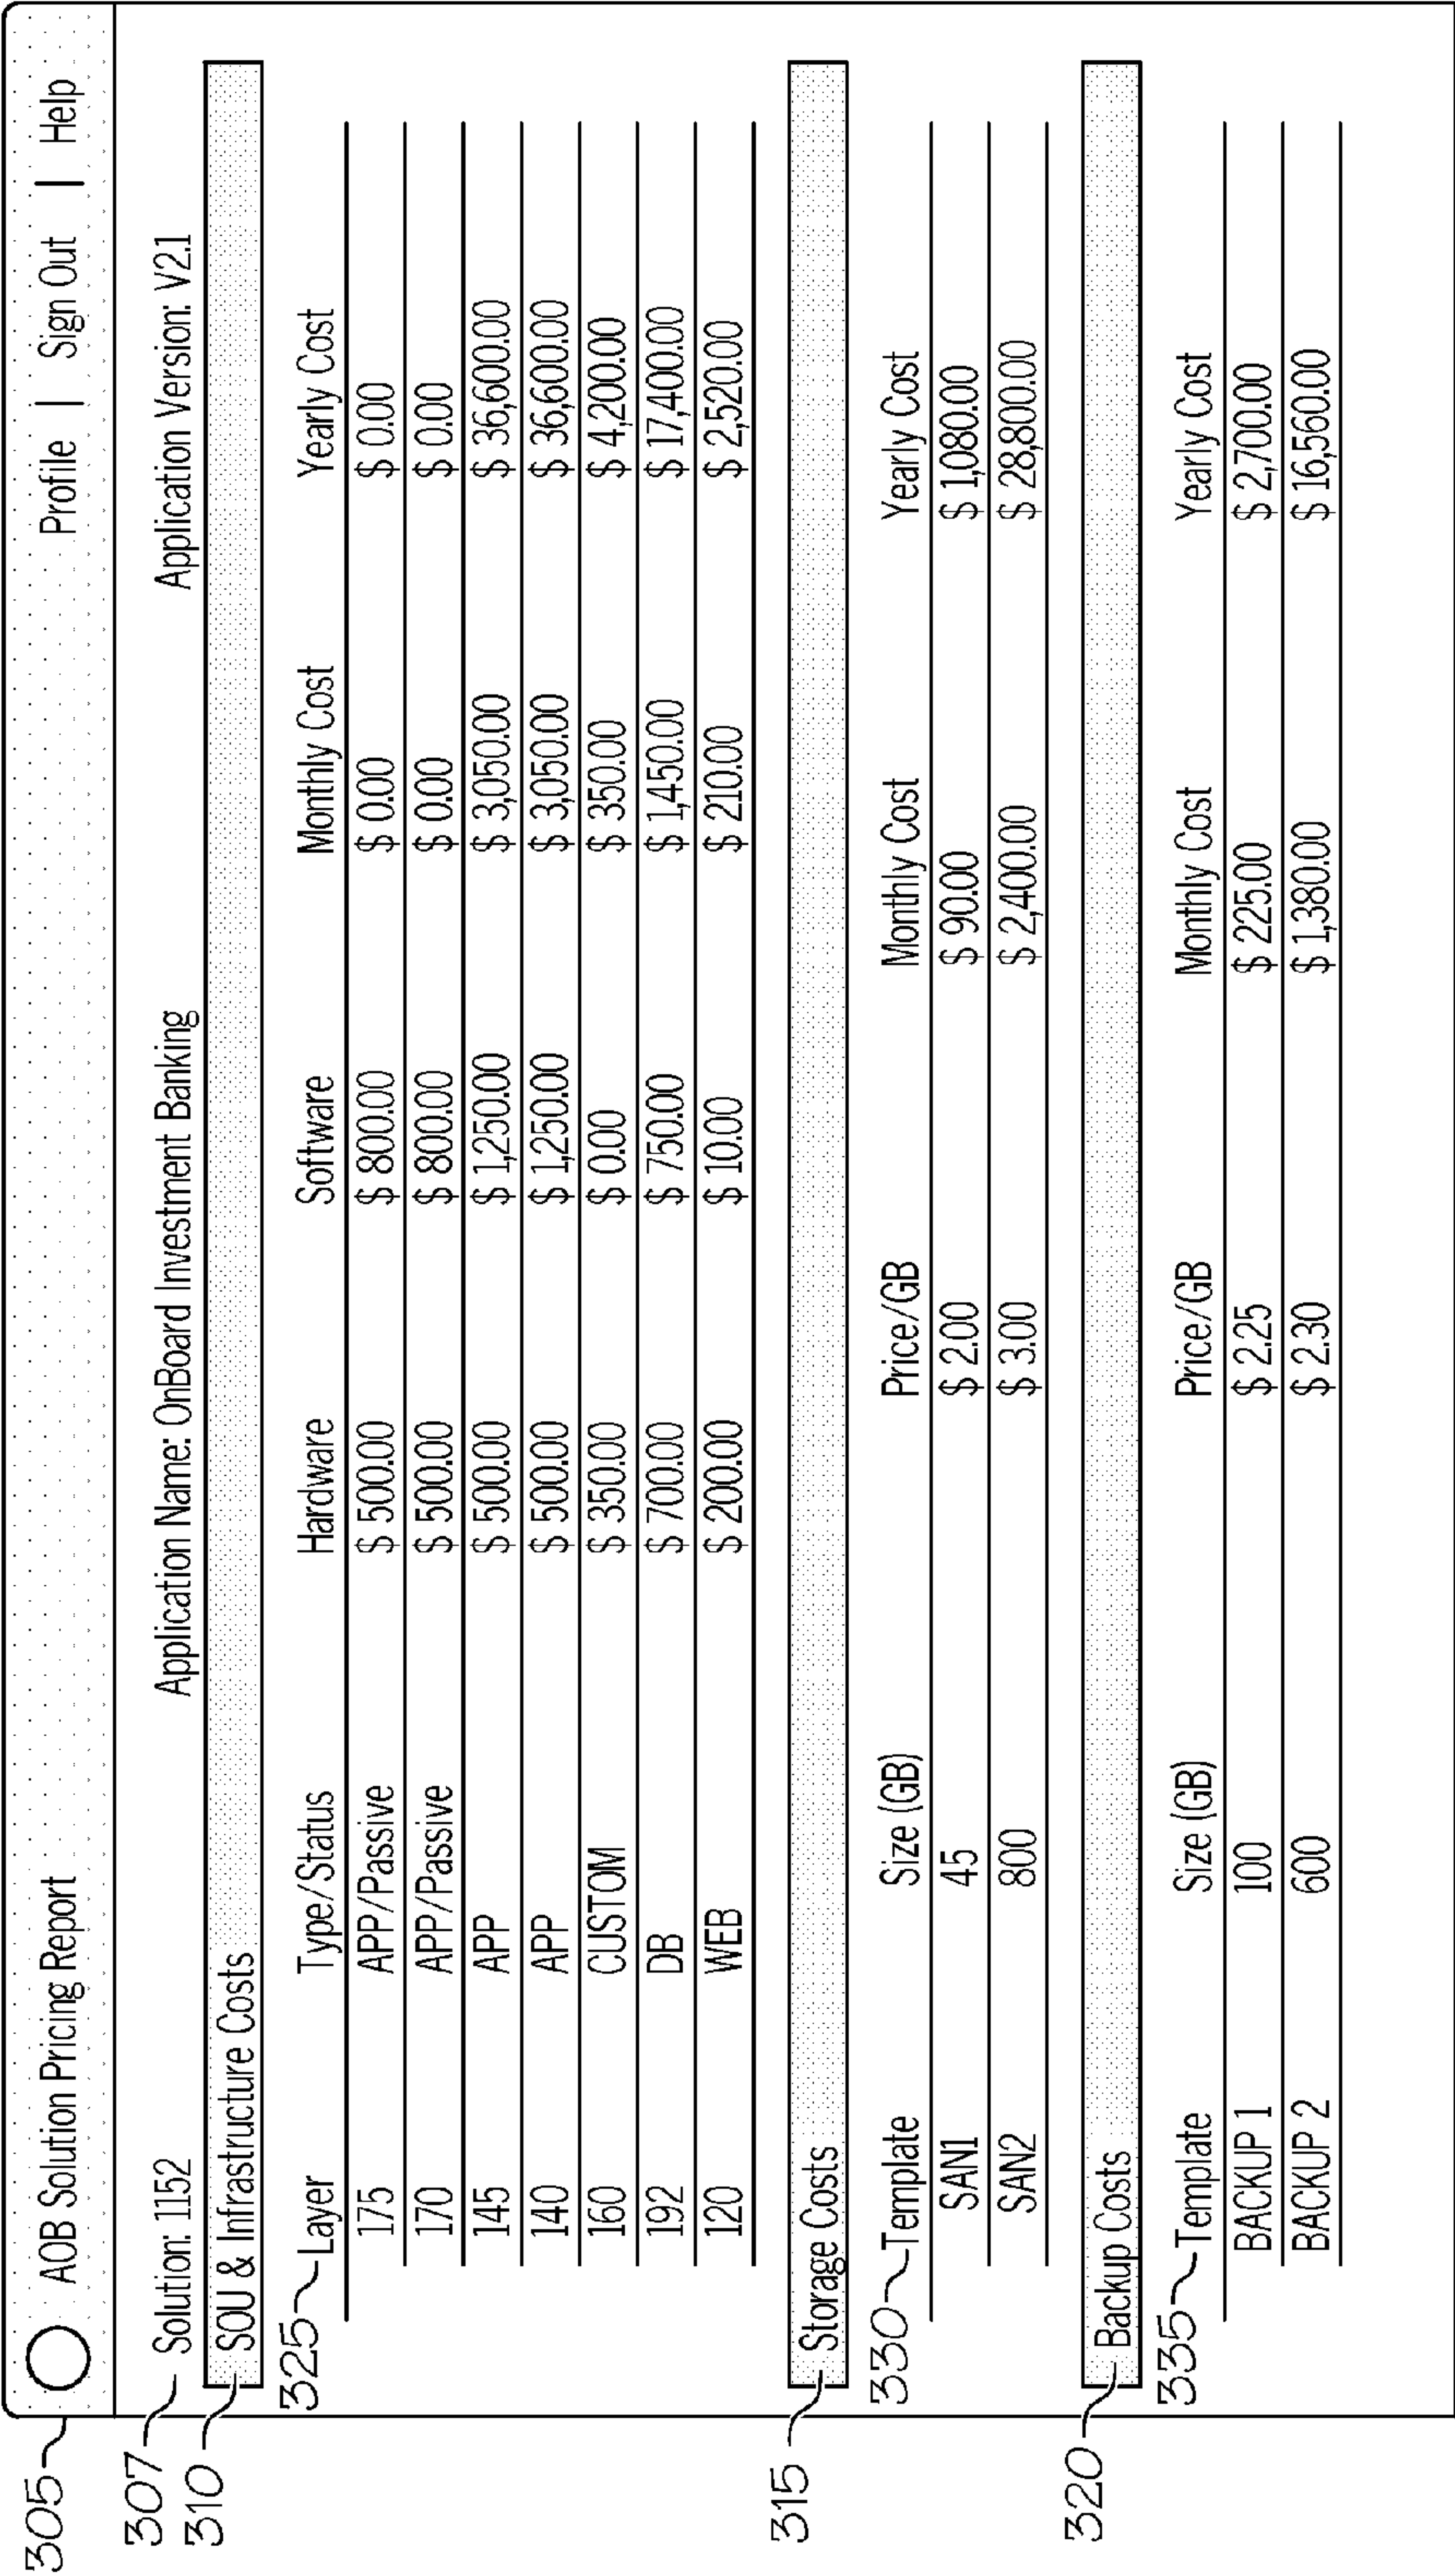 305 AOB Solution Pricing Report Profile | Sign Out | Help
307 Solution: 1152 Application Name: OnBoard Investment Banking Application Version: V2.1
310 SOU & Infrastructure Costs
325 Layer Type/Status Hardware Software Monthly Cost Yearly Cost
175 APP/Passive $ 500.00 $ 800.00 $ 0.00 $ 0.00
170 APP/Passive $ 500.00 $ 800.00 $ 0.00 $ 0.00
145 APP $ 500.00 $ 1,250.00 $ 3,050.00 $ 36,600.00
140 APP $ 500.00 $ 1,250.00 $ 3,050.00 $ 36,600.00
160 CUSTOM $ 350.00 $ 0.00 $ 350.00 $ 4,200.00
192 DB $ 700.00 $ 750.00 $ 1,450.00 $ 17,400.00
120 WEB $ 200.00 $ 10.00 $ 210.00 $ 2,520.00
315 Storage Costs
330 Template Size (GB) Price/GB Monthly Cost Yearly Cost
SAN1 45 $ 2.00 $ 90.00 $ 1,080.00
SAN2 800 $ 3.00 $ 2,400.00 $ 28,800.00
320 Backup Costs
335 Template Size (GB) Price/GB Monthly Cost Yearly Cost
BACKUP 1 100 $ 2.25 $ 225.00 $ 2,700.00
BACKUP 2 600 $ 2.30 $ 1,380.00 $ 16,560.00